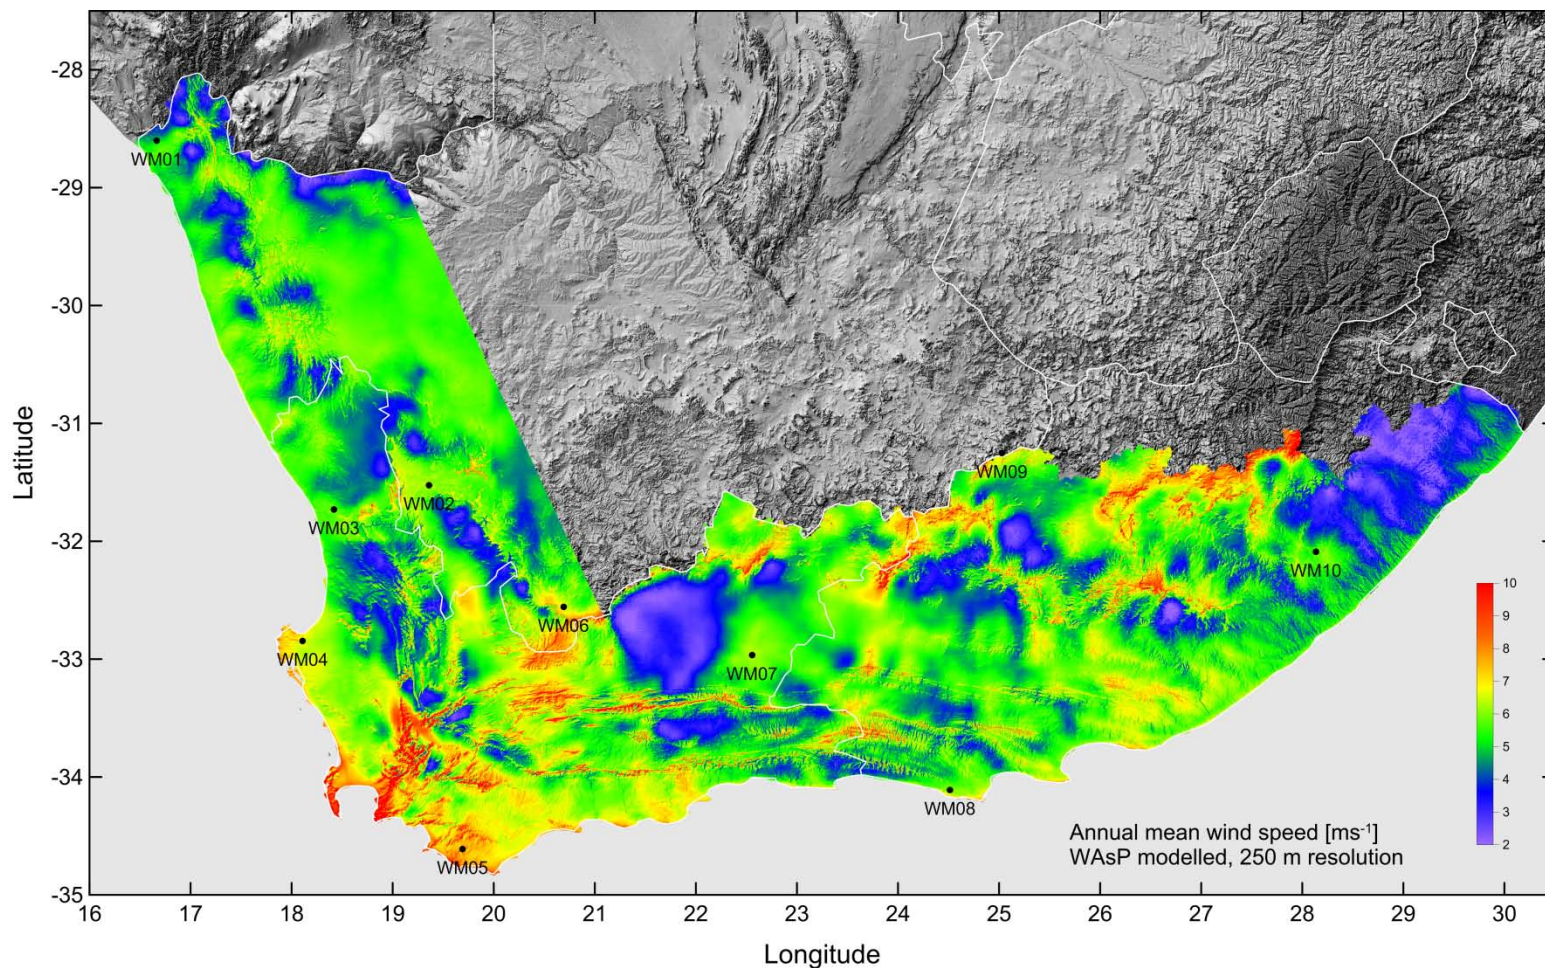 -28
WM01
-29
-30
-31
WM09
WM02
WM03
-32
WM10
10
WM06
9
WM04
-33
WM07
8
7
6
5
-34
WM08
4
Annual mean wind speed [ms⁻¹]
3
WM05
WAsP modelled, 250 m resolution
2
-35
16 17 18 19 20 21 22 23 24 25 26 27 28 29 30
Longitude
Latitude